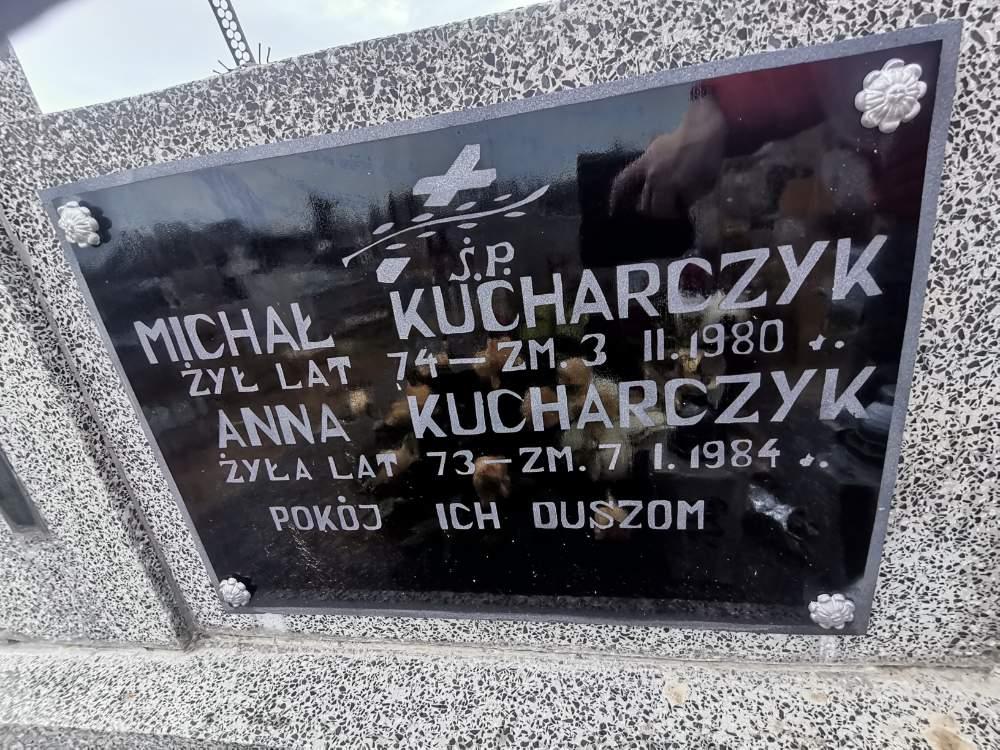 Ś.P.
MICHAŁ KUCHARCZYK
ŻYŁ LAT 74 — ZM. 3 II. 1980 r.
ANNA KUCHARCZYK
ŻYŁA LAT 73 — ZM. 7 I. 1984 r.
POKÓJ ICH DUSZOM